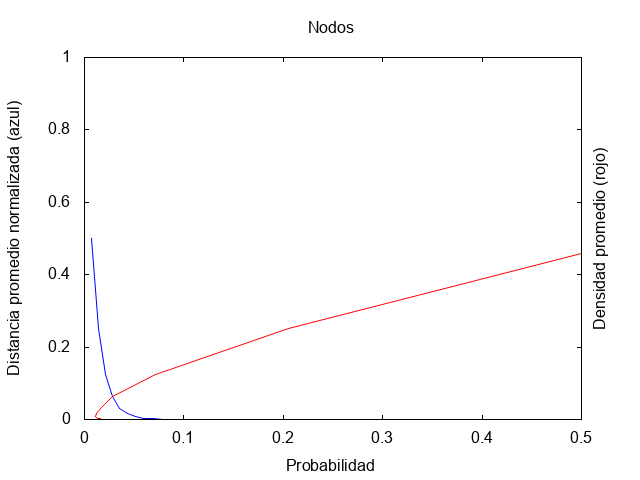 Nodos
Distancia promedio normalizada (azul)
1
0.8
0.6
0.4
0.2
0
0 0.1 0.2 0.3 0.4 0.5
Probabilidad
Densidad promedio (rojo)